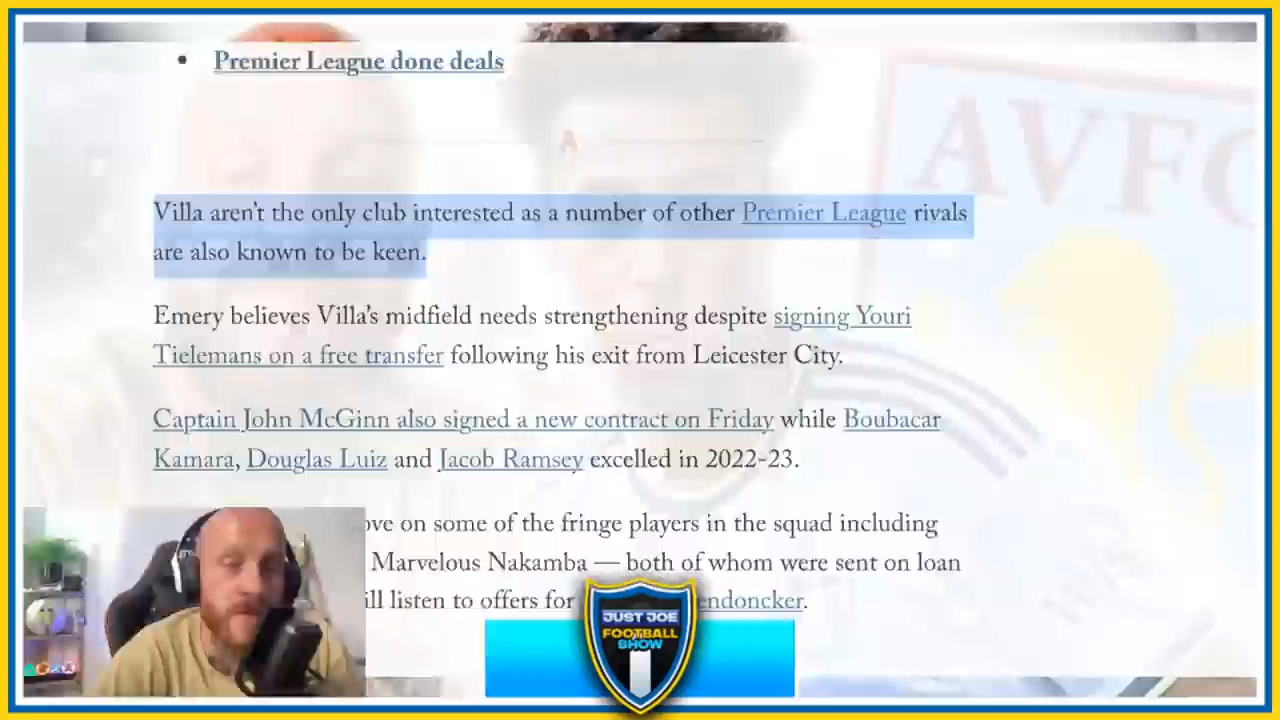 Premier League done deals
A
AVFC
Villa aren't the only club interested as a number of other Premier League rivals
are also known to be keen.
Emery believes Villa's midfield needs strengthening despite signing Youri
Tielemans on a free transfer following his exit from Leicester City.
Captain John McGinn also signed a new contract on Friday while Boubacar
Kamara, Douglas Luiz and Jacob Ramsey excelled in 2022-23.
ove on some of the fringe players in the squad including
Marvelous Nakamba — both of whom were sent on loan
ill listen to offers for endoncker.
JUST JOE
FOOTBALL
SHOW